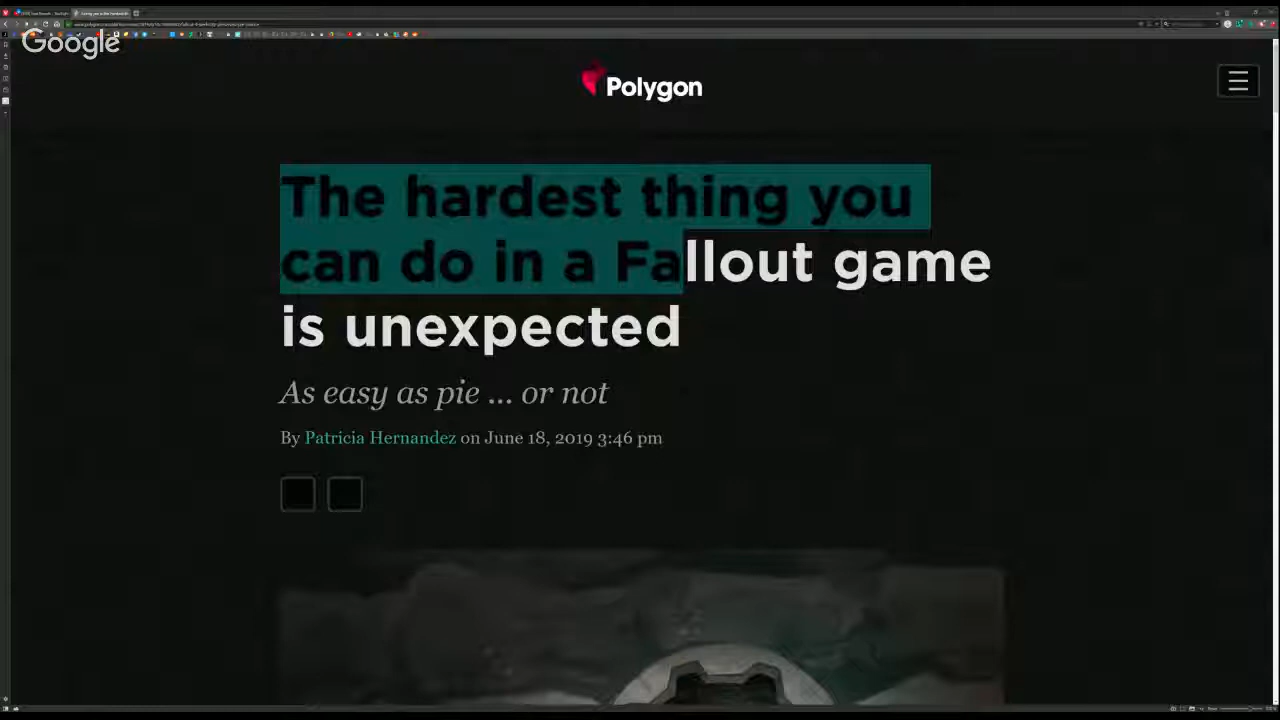 Google
Polygon
The hardest thing you
can do in a Fallout game
is unexpected
As easy as pie ... or not
By Patricia Hernandez on June 18, 2019 3:46 pm